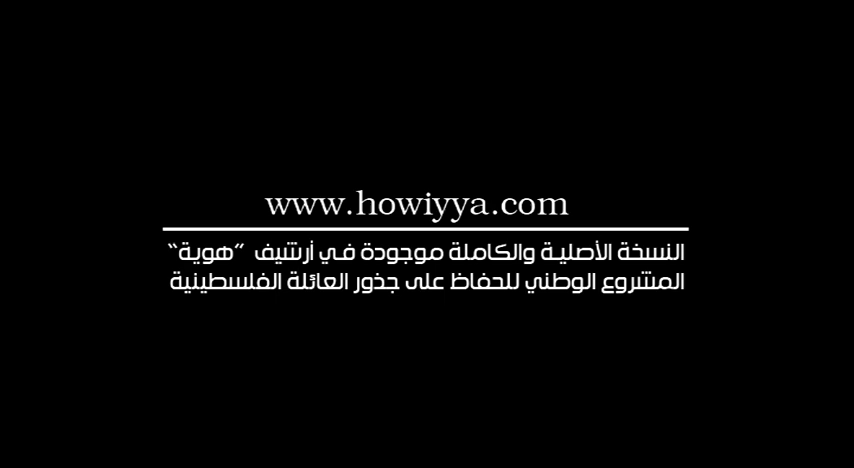 www.howiyya.com
النسخة الأصلية والكاملة موجودة في أرشيف "هوية"
المشروع الوطني للحفاظ على جذور العائلة الفلسطينية